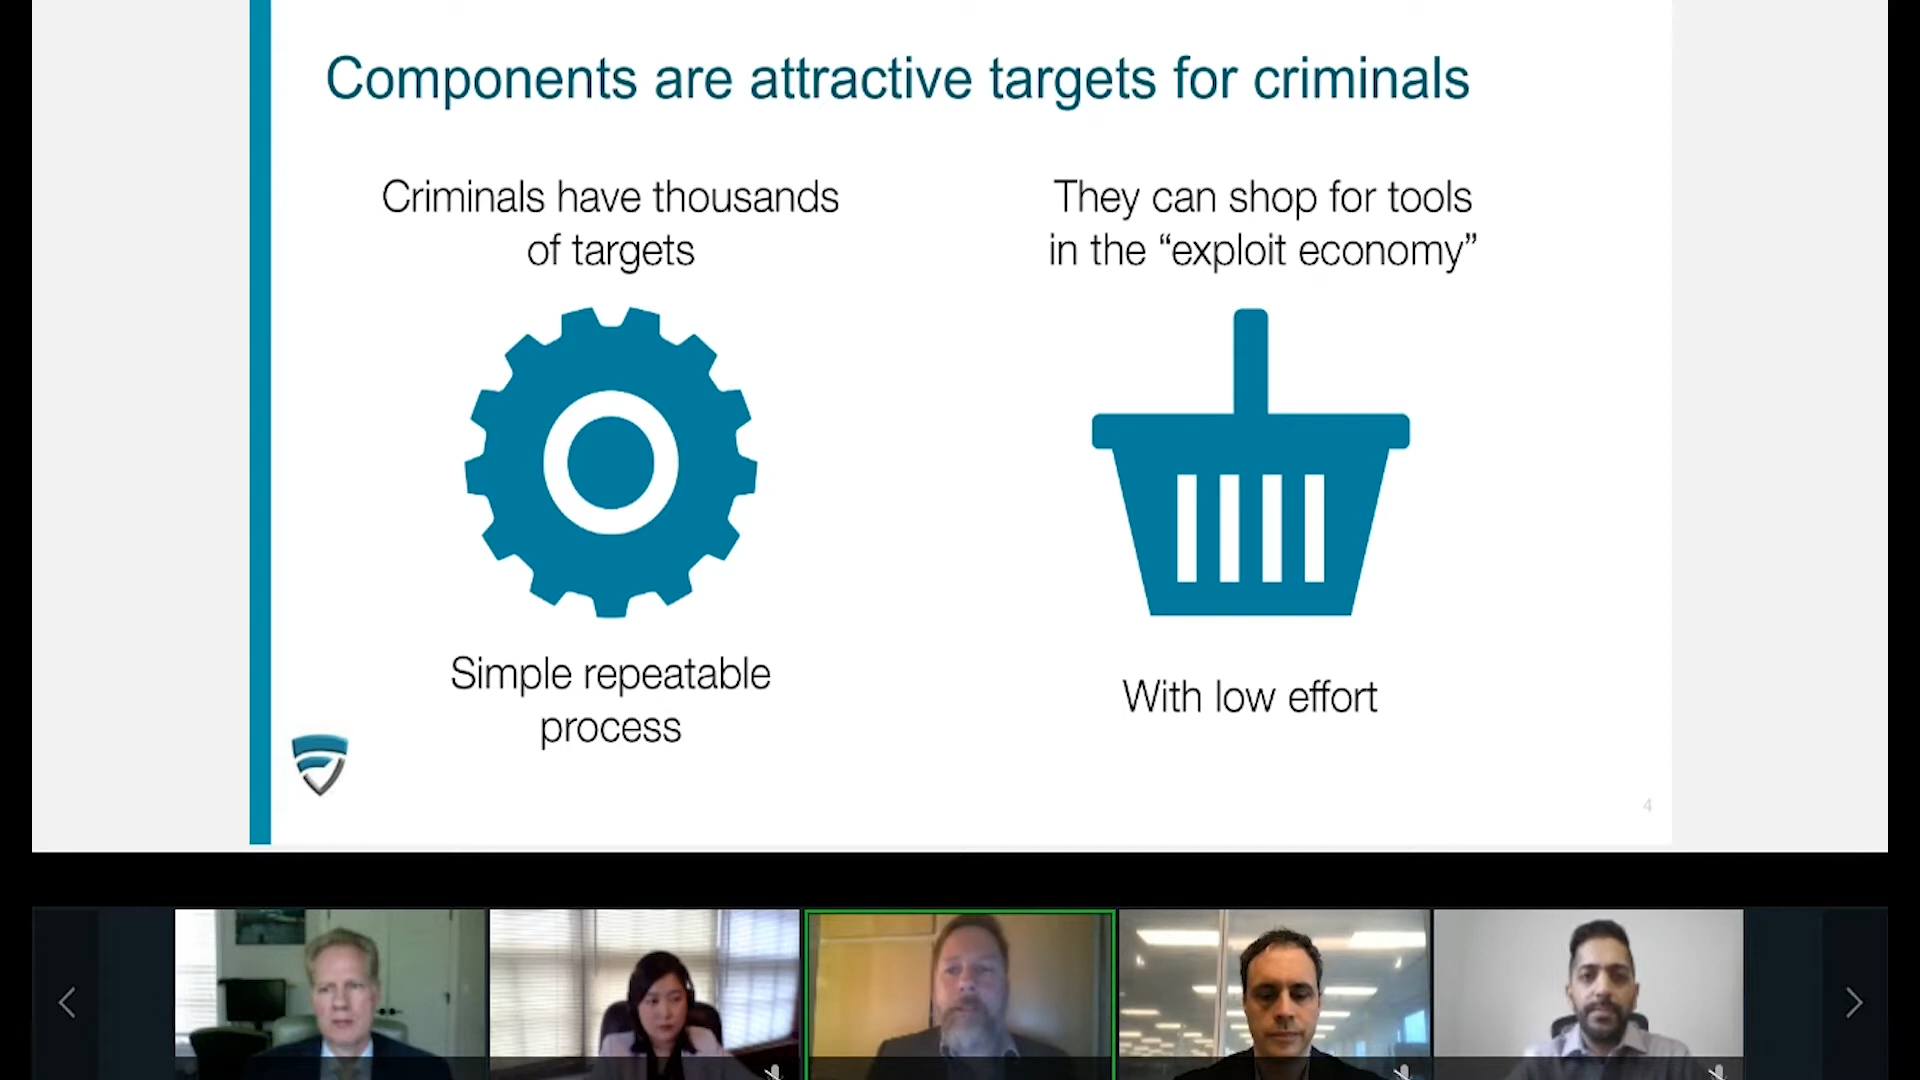 Components are attractive targets for criminals
Criminals have thousands
of targets
They can shop for tools
in the “exploit economy”
Simple repeatable
process
With low effort
4